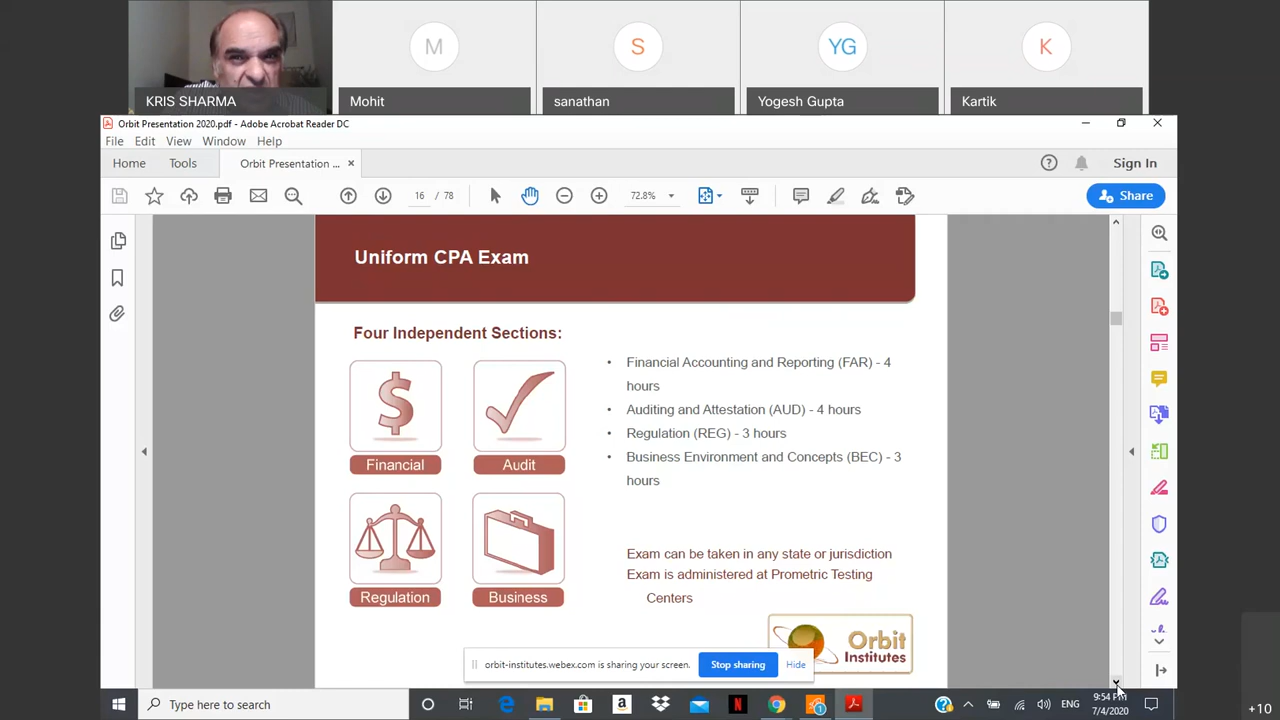 M
S
YG
K
KRIS SHARMA
Mohit
sanathan
Yogesh Gupta
Kartik
Orbit Presentation 2020.pdf - Adobe Acrobat Reader DC
File Edit View Window Help
Home Tools Orbit Presentation ... × Sign In
16 / 78 72.8% Share
Uniform CPA Exam
Four Independent Sections:
• Financial Accounting and Reporting (FAR) - 4
hours
• Auditing and Attestation (AUD) - 4 hours
• Regulation (REG) - 3 hours
• Business Environment and Concepts (BEC) - 3
hours
$
Financial
Audit
Regulation
Business
Exam can be taken in any state or jurisdiction
Exam is administered at Prometric Testing
Centers
Orbit
Institutes
orbit-institutes.webex.com is sharing your screen. Stop sharing Hide
Type here to search
ENG
9:54 PM
7/4/2020
+10